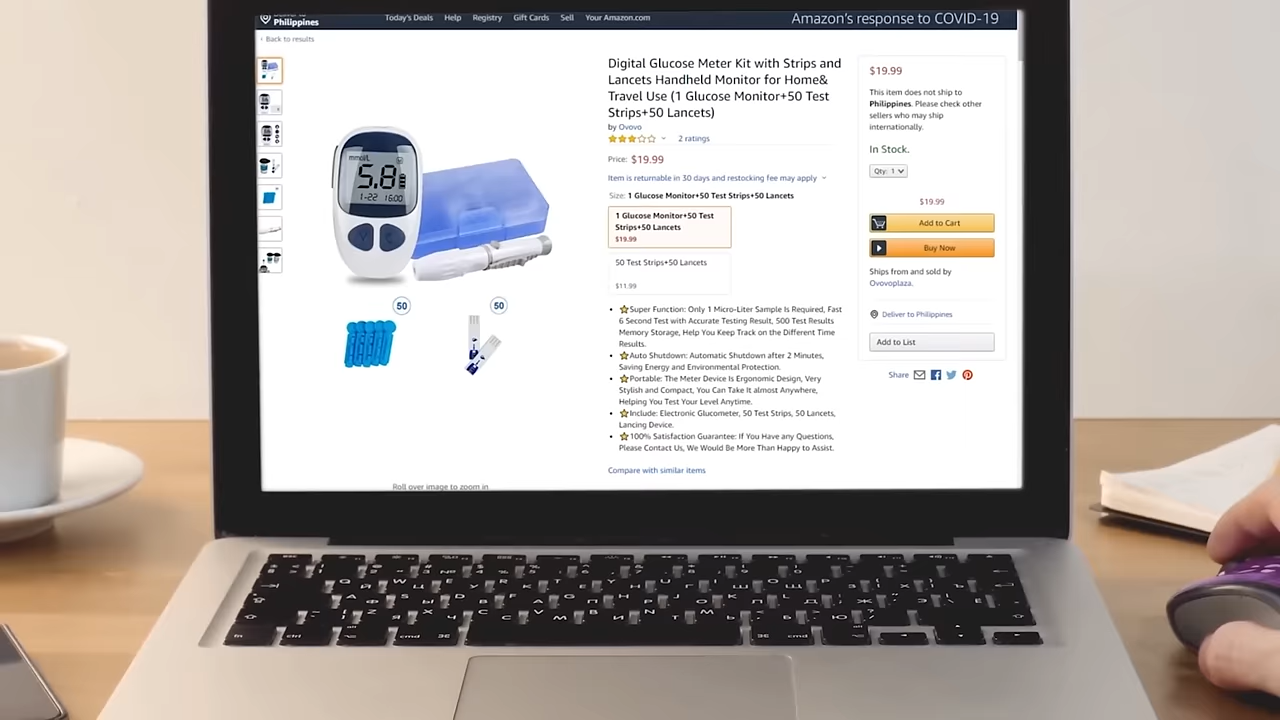 Philippines
Today's Deals Help Registry Gift Cards Sell Your Amazon.com
Amazon's response to COVID-19
‹ Back to results
Digital Glucose Meter Kit with Strips and
Lancets Handheld Monitor for Home&
Travel Use (1 Glucose Monitor+50 Test
Strips+50 Lancets)
by Ovovo
2 ratings
Price: $19.99
Item is returnable in 30 days and restocking fee may apply
Size: 1 Glucose Monitor+50 Test Strips+50 Lancets
1 Glucose Monitor+50 Test
Strips+50 Lancets
$19.99
50 Test Strips+50 Lancets
$11.99
• ⭐Super Function: Only 1 Micro-Liter Sample Is Required, Fast
6 Second Test with Accurate Testing Result, 500 Test Results
Memory Storage, Help You Keep Track on the Different Time
Results.
• ⭐Auto Shutdown: Automatic Shutdown after 2 Minutes,
Saving Energy and Environmental Protection.
• ⭐Portable: The Meter Device Is Ergonomic Design, Very
Stylish and Compact, You Can Take It almost Anywhere,
Helping You Test Your Level Anytime.
• ⭐Include: Electronic Glucometer, 50 Test Strips, 50 Lancets,
Lancing Device.
• ⭐100% Satisfaction Guarantee: If You Have any Questions,
Please Contact Us, We Would Be More Than Happy to Assist.
Compare with similar items
$19.99
This item does not ship to
Philippines. Please check other
sellers who may ship
internationally.
In Stock.
Qty: 1
$19.99
Add to Cart
Buy Now
Ships from and sold by
Ovovoplaza.
Deliver to Philippines
Add to List
Share
mmol/L
5.8
1-22 16:00
50
50
Roll over image to zoom in
fn ctrl cmd cmd